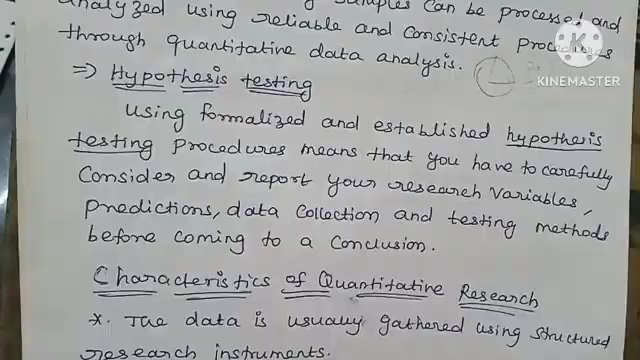 analyzed using reliable and consistent procedures
through quantitative data analysis.
KINEMASTER
=> Hypothesis testing
Using formalized and established hypothesis
testing procedures means that you have to carefully
consider and report your research variables,
predictions, data collection and testing methods
before coming to a conclusion.
Characteristics of Quantitative Research
*. The data is usually gathered using structured
research instruments.